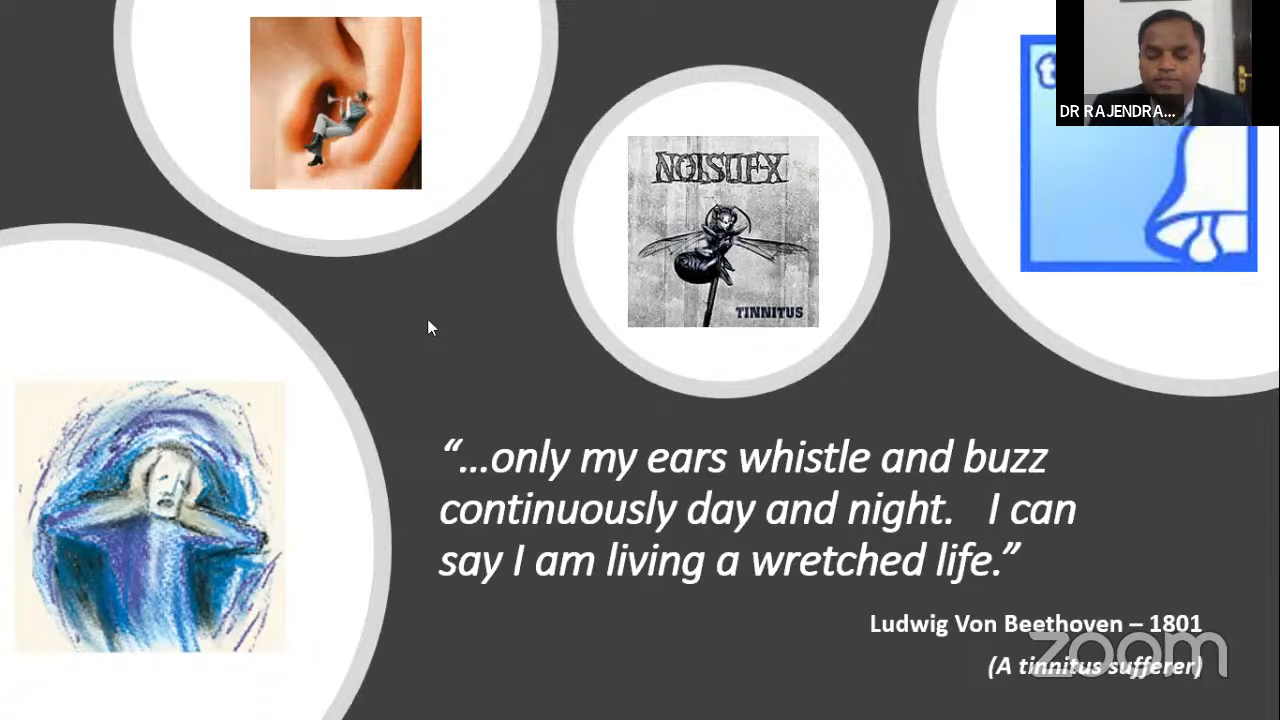 DR RAJENDRA...
NOISUF-X
TINNITUS
“...only my ears whistle and buzz
continuously day and night. I can
say I am living a wretched life.”
Ludwig Von Beethoven – 1801
(A tinnitus sufferer)
zoom